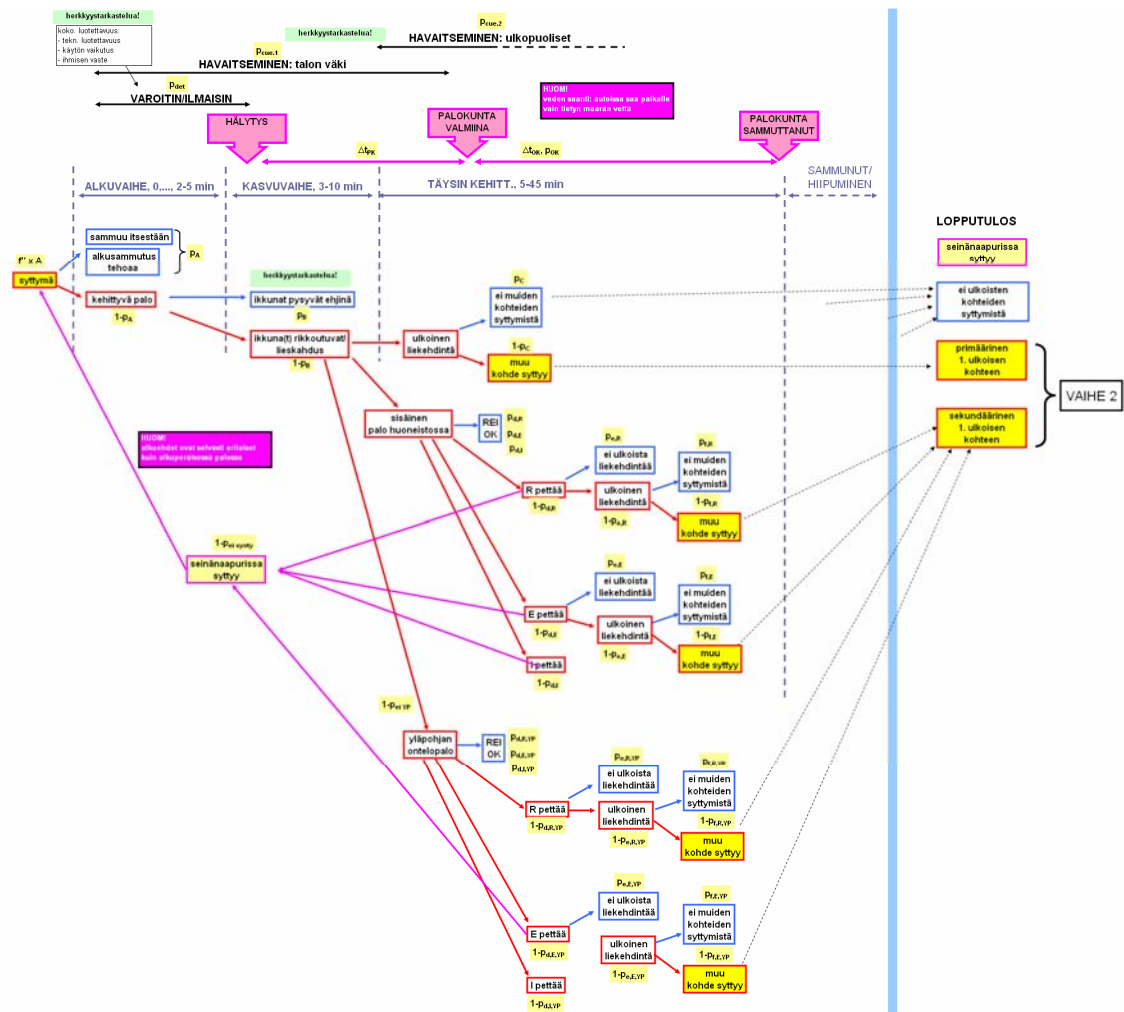 herkkyystarkastelua!
koko. luotettavuus:
- tekn. luotettavuus
- käytön vaikutus
- ihmisen vaste
pcue,2
herkkyystarkastelua!
HAVAITSEMINEN: ulkopuoliset
pcue,1
HAVAITSEMINEN: talon väki
pdet
VAROITIN/ILMAISIN
HUOM!
veden saanti: autoissa saa paikalle
vain tietyn määrän vettä
HÄLYTYS
PALOKUNTA
VALMIINA
PALOKUNTA
SAMMUTTANUT
ΔtPK
ΔtOK, pOK
ALKUVAIHE, 0,..., 2-5 min
KASVUVAIHE, 3-10 min
TÄYSIN KEHITT., 5-45 min
SAMMUNUT/
HIIPUMINEN
LOPPUTULOS
seinänaapurissa
syttyy
f" x A
syttymä
sammuu itsestään
alkusammutus
tehoaa
pA
kehittyvä palo
1-pA
herkkyystarkastelua!
ikkunat pysyvät ehjinä
pB
ikkuna(t) rikkoutuvat/
lieskahdus
1-pB
ulkoinen
liekehdintä
pC
ei muiden
kohteiden
syttymistä
1-pC
muu
kohde syttyy
ei ulkoisten
kohteiden
syttymistä
primäärinen
1. ulkoisen
kohteen
sekundäärinen
1. ulkoisen
kohteen
VAIHE 2
sisäinen
palo huoneistossa
REI
OK
pd,R
pd,E
pd,I
HUOM!
alkuehdot ovat selvästi erilaiset
kuin alkuperäisessä palossa
R pettää
1-pd,R
pe,R
ei ulkoista
liekehdintää
ulkoinen
liekehdintä
1-pe,R
pf,R
ei muiden
kohteiden
syttymistä
1-pf,R
muu
kohde syttyy
1-pei systy
seinänaapurissa
syttyy
E pettää
1-pd,E
pe,E
ei ulkoista
liekehdintää
ulkoinen
liekehdintä
1-pe,E
pf,E
ei muiden
kohteiden
syttymistä
1-pf,E
muu
kohde syttyy
I pettää
1-pd,I
1-pei YP
yläpohjan
ontelopalo
REI
OK
pd,R,YP
pd,E,YP
pd,I,YP
R pettää
1-pd,R,YP
pe,R,YP
ei ulkoista
liekehdintää
ulkoinen
liekehdintä
1-pe,R,YP
pf,R,YP
ei muiden
kohteiden
syttymistä
1-pf,R,YP
muu
kohde syttyy
E pettää
1-pd,E,YP
pe,E,YP
ei ulkoista
liekehdintää
ulkoinen
liekehdintä
1-pe,E,YP
pf,E,YP
ei muiden
kohteiden
syttymistä
1-pf,E,YP
muu
kohde syttyy
I pettää
1-pd,I,YP